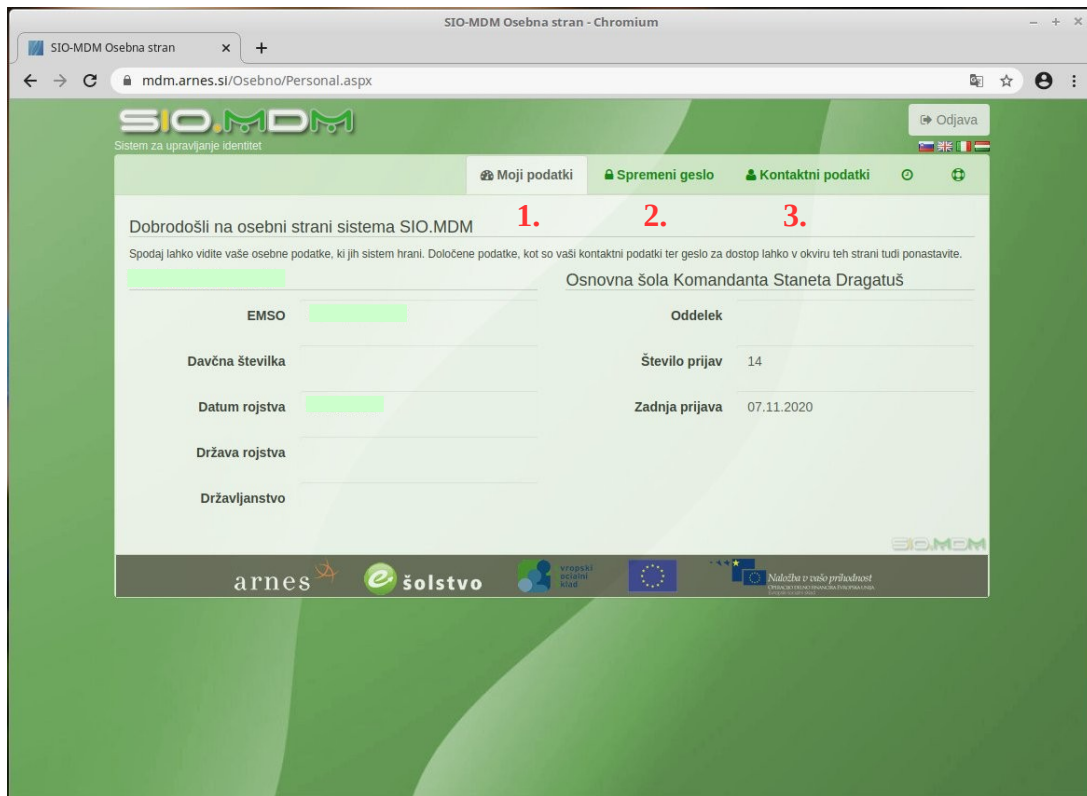 SIO-MDM Osebna stran - Chromium
SIO-MDM Osebna stran
mdm.arnes.si/Osebno/Personal.aspx
SIO.MDM
Odjava
Sistem za upravljanje identitet
Moji podatki Spremeni geslo Kontaktni podatki
1. 2. 3.
Dobrodošli na osebni strani sistema SIO.MDM
Spodaj lahko vidite vaše osebne podatke, ki jih sistem hrani. Določene podatke, kot so vaši kontaktni podatki ter geslo za dostop lahko v okviru teh strani tudi ponastavite.
Osnovna šola Komandanta Staneta Dragatuš
EMSO Oddelek
Davčna številka Število prijav 14
Datum rojstva Zadnja prijava 07.11.2020
Država rojstva
Državljanstvo
SIO.MDM
arnes e šolstvo
vropski
ocialni
klad
Naložba v vašo prihodnost